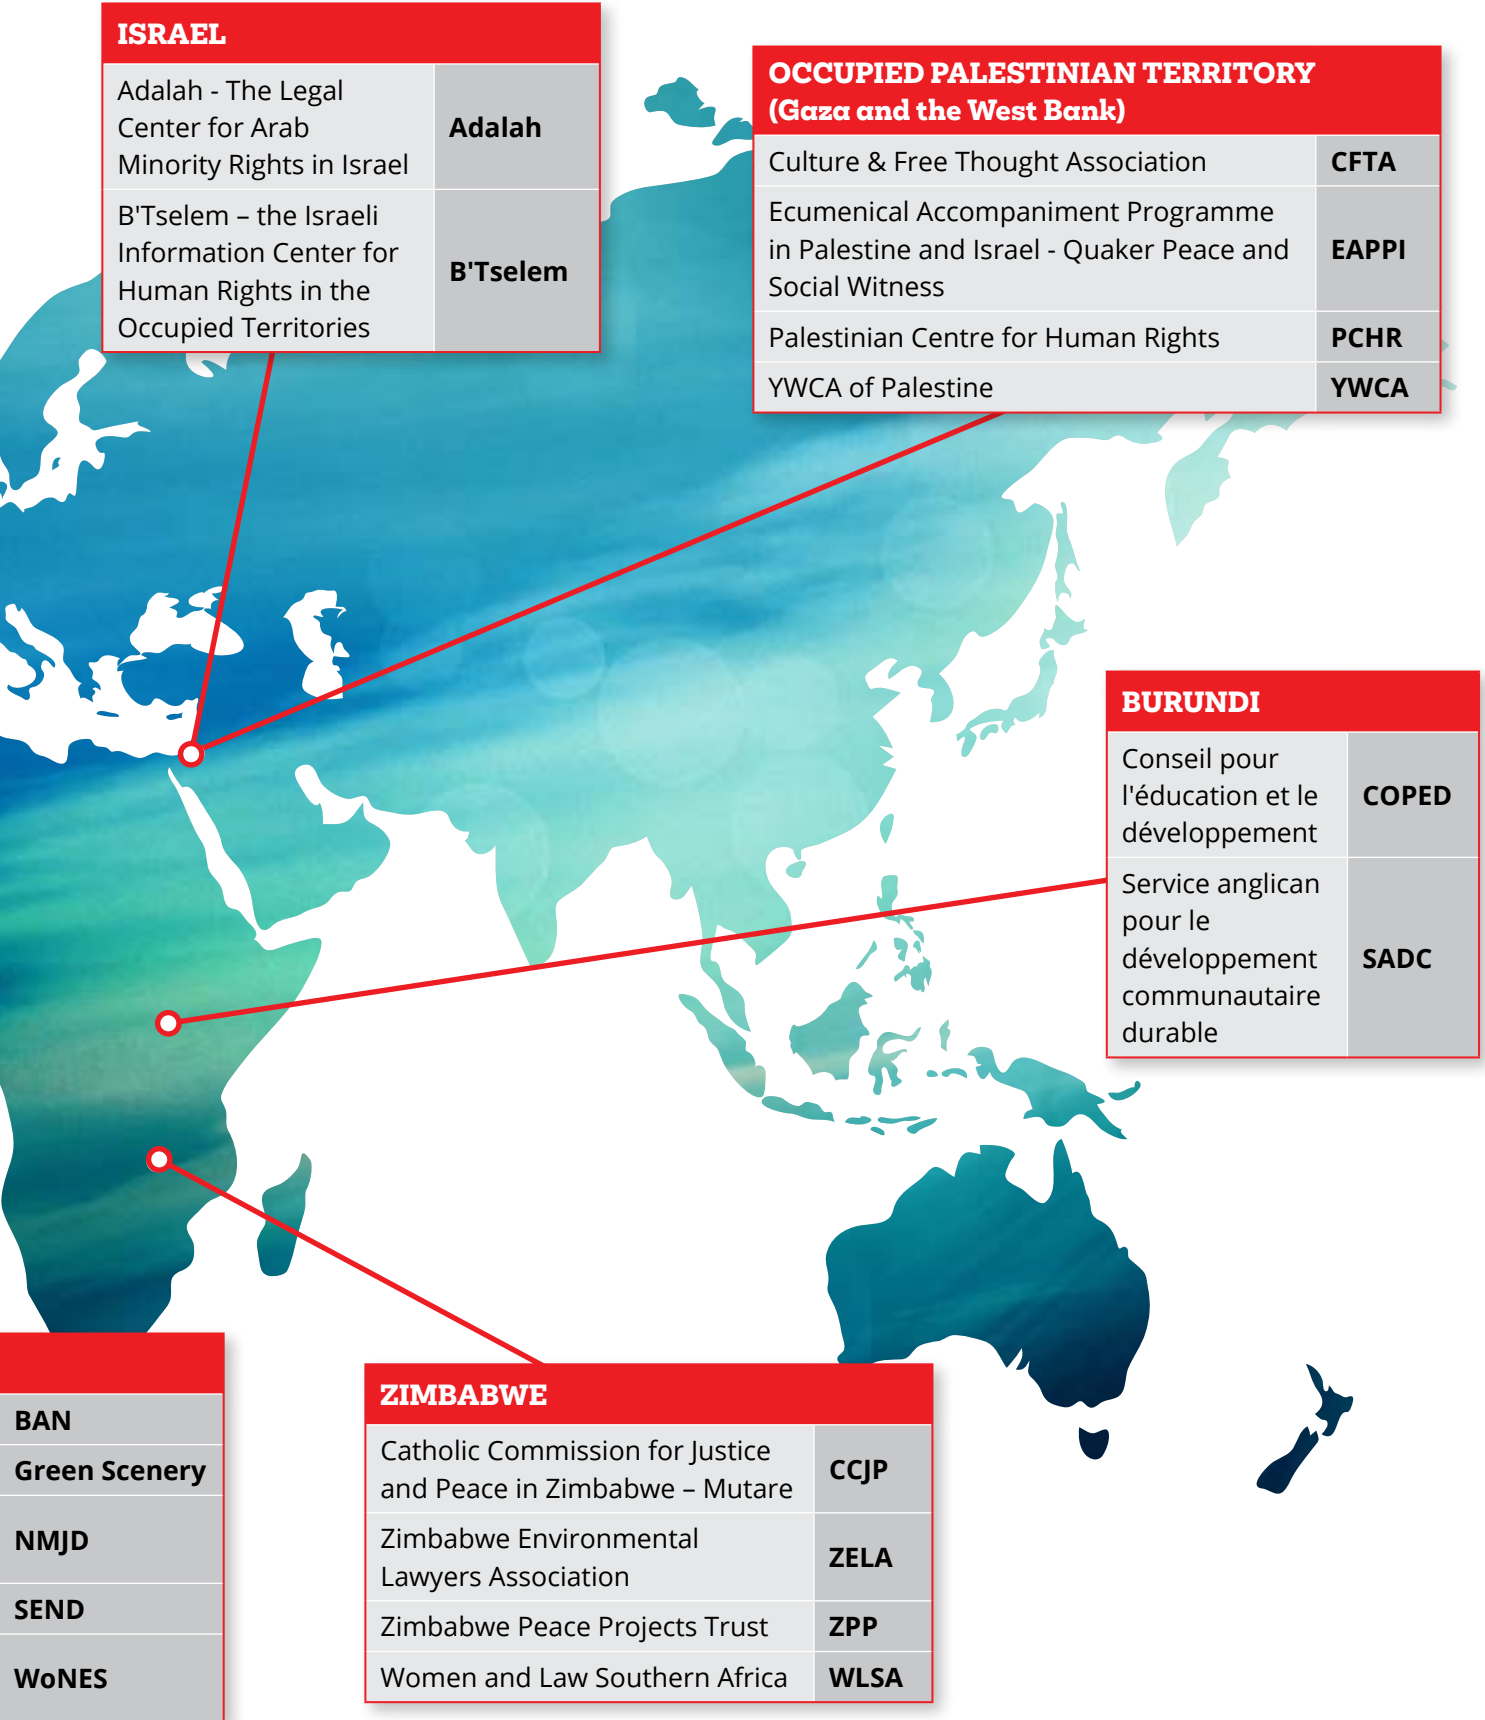 ISRAEL
Adalah - The Legal
Center for Arab
Minority Rights in Israel
Adalah
B'Tselem – the Israeli
Information Center for
Human Rights in the
Occupied Territories
B'Tselem
OCCUPIED PALESTINIAN TERRITORY
(Gaza and the West Bank)
Culture & Free Thought Association
CFTA
Ecumenical Accompaniment Programme
in Palestine and Israel - Quaker Peace and
Social Witness
EAPPI
Palestinian Centre for Human Rights
PCHR
YWCA of Palestine
YWCA
BURUNDI
Conseil pour
l'éducation et le
développement
COPED
Service anglican
pour le
développement
communautaire
durable
SADC
BAN
Green Scenery
NMJD
SEND
WoNES
ZIMBABWE
Catholic Commission for Justice
and Peace in Zimbabwe – Mutare
CCJP
Zimbabwe Environmental
Lawyers Association
ZELA
Zimbabwe Peace Projects Trust
ZPP
Women and Law Southern Africa
WLSA